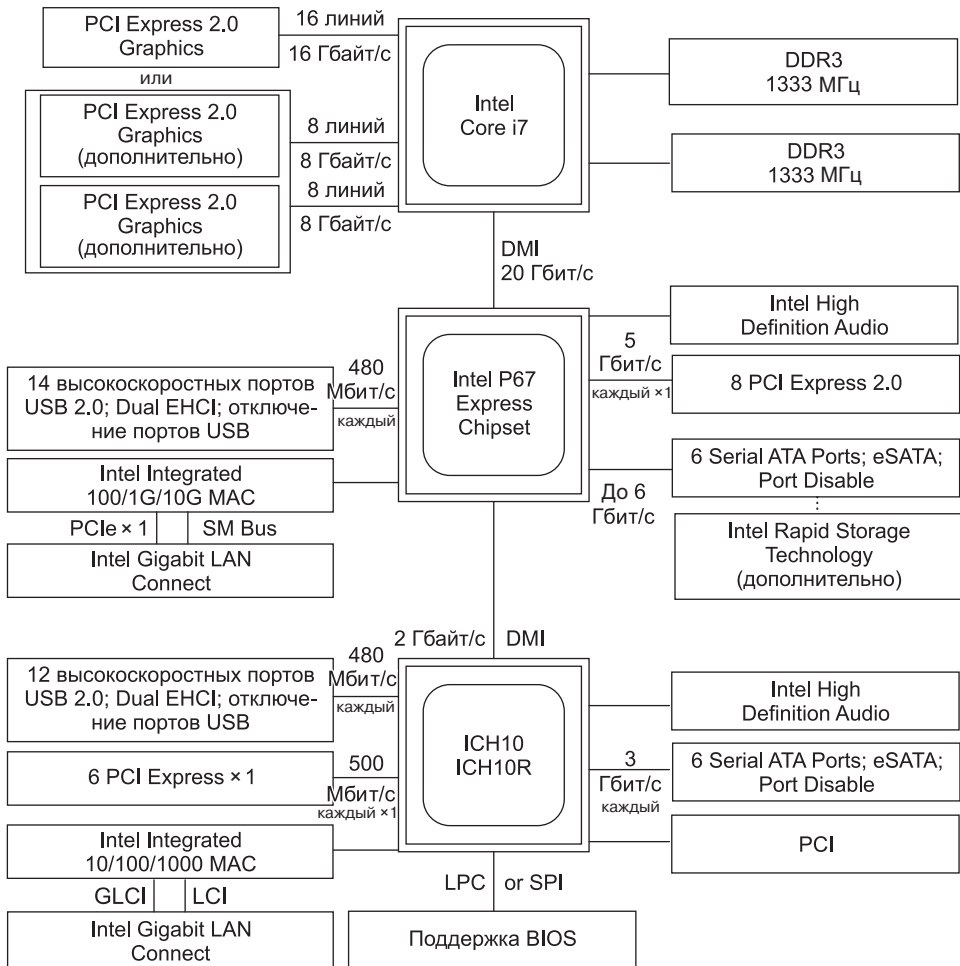 PCI Express 2.0
Graphics
16 линий
16 Гбайт/с
или
PCI Express 2.0
Graphics
(дополнительно)
8 линий
8 Гбайт/с
PCI Express 2.0
Graphics
(дополнительно)
8 линий
8 Гбайт/с
Intel
Core i7
DDR3
1333 МГц
DDR3
1333 МГц
DMI
20 Гбит/с
14 высокоскоростных портов
USB 2.0; Dual EHCI; отключе-
ние портов USB
480
Мбит/с
каждый
Intel Integrated
100/1G/10G MAC
PCIe × 1
SM Bus
Intel Gigabit LAN
Connect
Intel P67
Express
Chipset
Intel High
Definition Audio
5
Гбит/с
каждый ×1
8 PCI Express 2.0
До 6
Гбит/с
6 Serial ATA Ports; eSATA;
Port Disable
Intel Rapid Storage
Technology
(дополнительно)
2 Гбайт/с
DMI
12 высокоскоростных портов
USB 2.0; Dual EHCI; отключе-
ние портов USB
480
Мбит/с
каждый
6 PCI Express × 1
500
Мбит/с
каждый ×1
Intel Integrated
10/100/1000 MAC
GLCI
LCI
Intel Gigabit LAN
Connect
ICH10
ICH10R
Intel High
Definition Audio
3
Гбит/с
каждый
6 Serial ATA Ports; eSATA;
Port Disable
PCI
LPC
or SPI
Поддержка BIOS